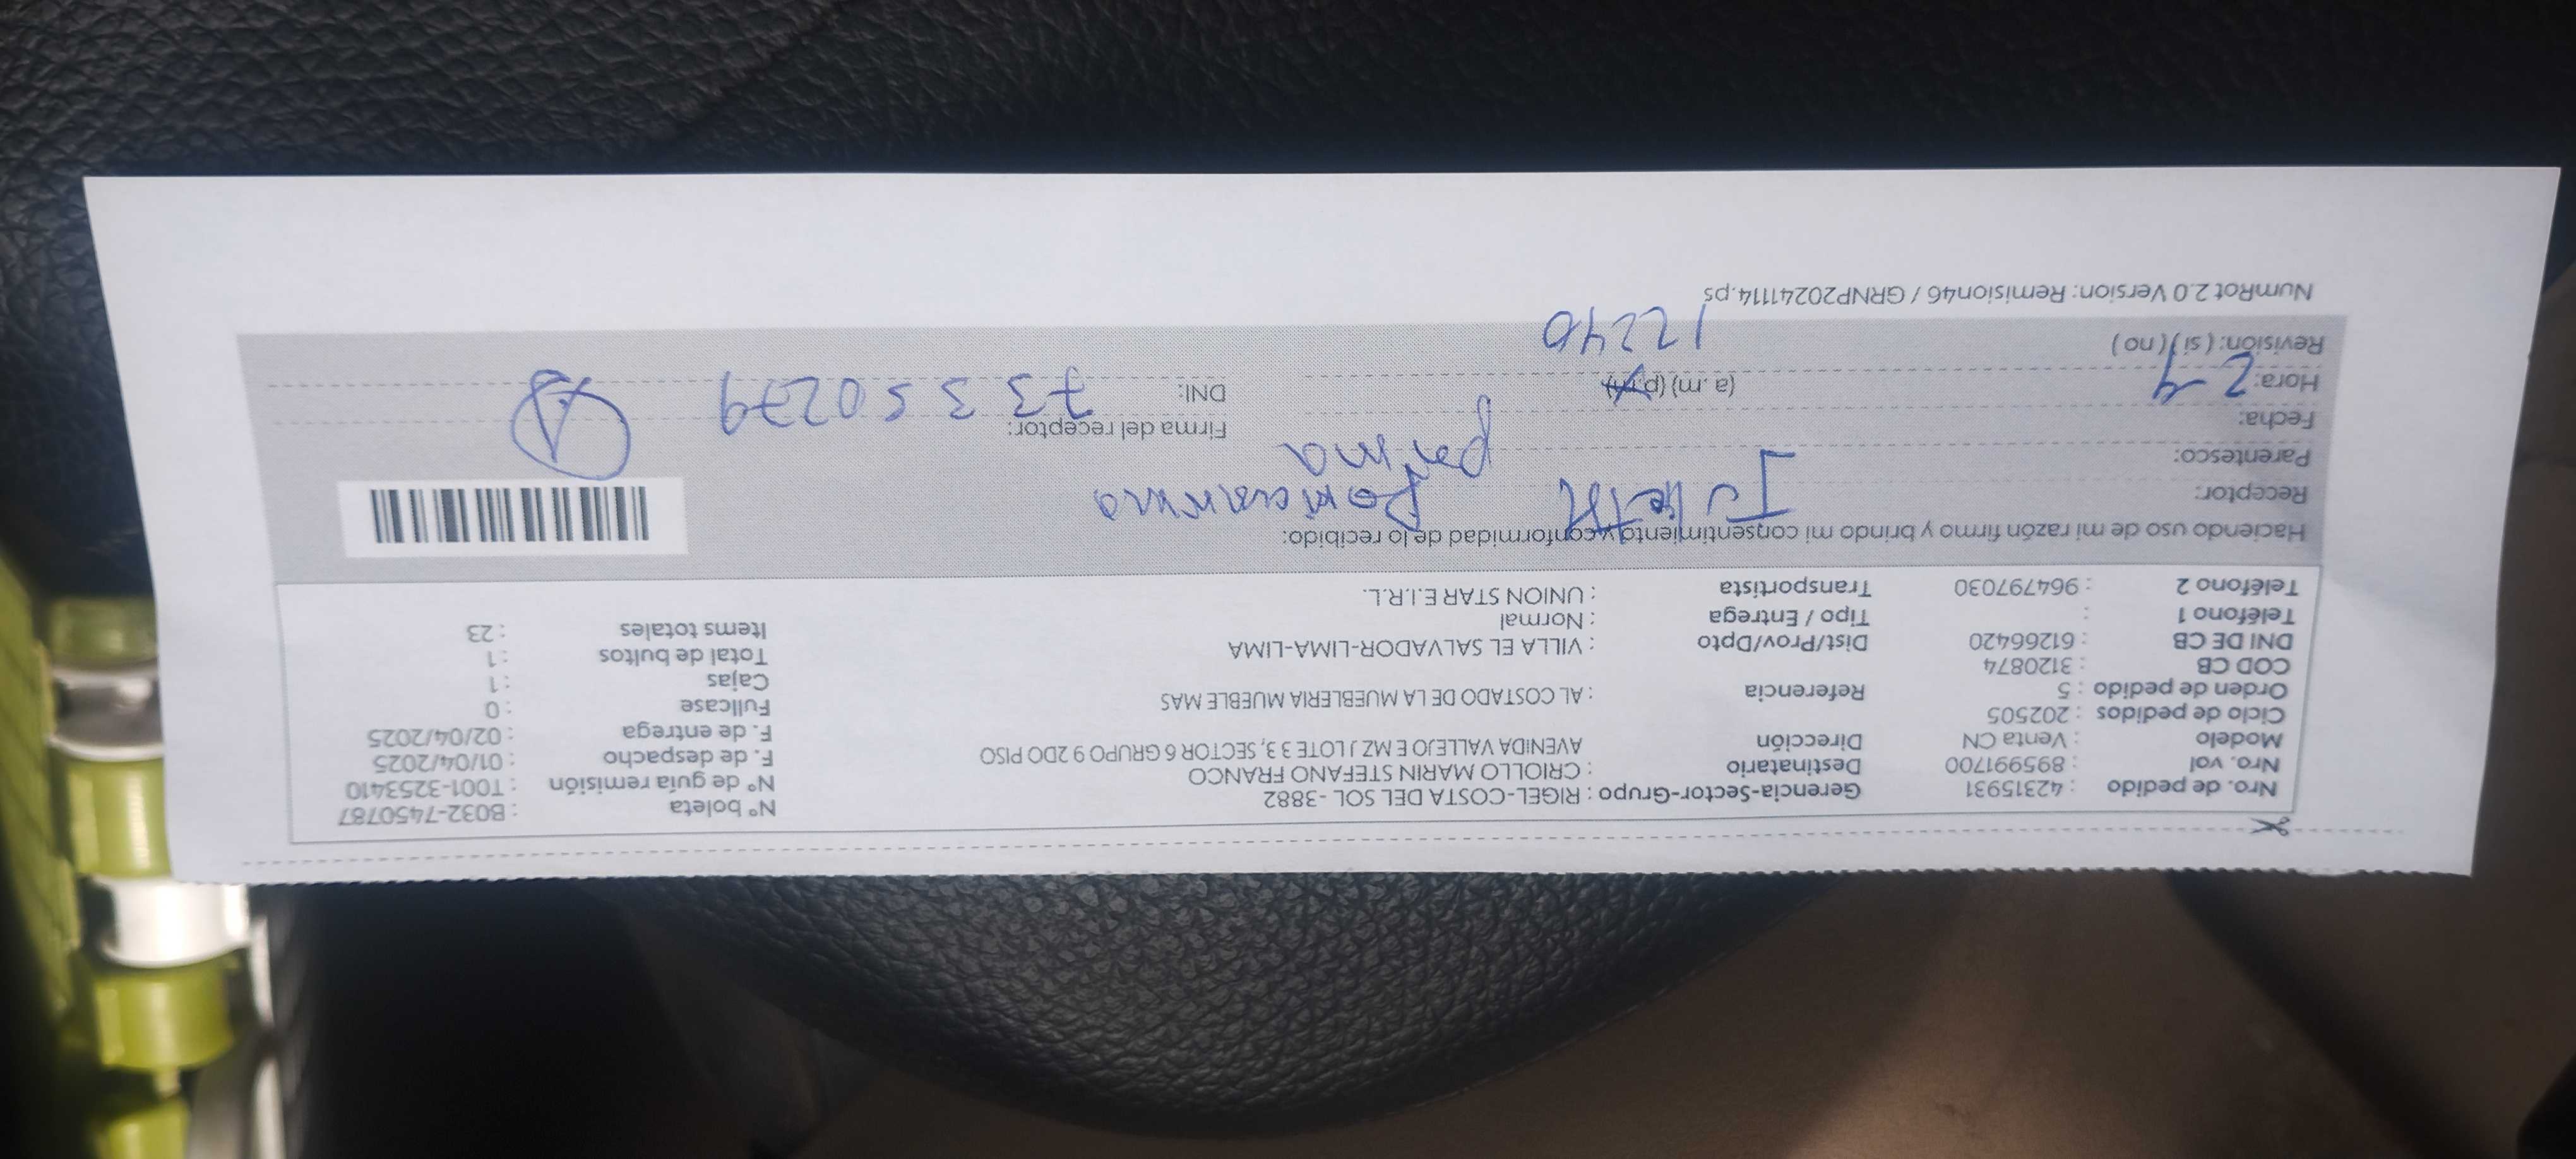 Nro. de pedido : 42315931 Gerencia-Sector-Grupo : RIGEL-COSTA DEL SOL -3882 N° boleta : B032-7450787
Nro. val : 895991700 Destinatario : CRIOLLO MARIN STEFANO FRANCO N° de guía remisión : T001-3253410
Modelo : Venta CN Dirección AVENIDA VALLEJO E MZ J LOTE 3 3, SECTOR 6 GRUPO 9 2DO PISO F. de despacho : 01/04/2025
Ciclo de pedidos : 202505 F. de entrega : 02/04/2025
Orden de pedido : 5 Referencia : AL COSTADO DE LA MUEBLERIA MUEBLE MAS Fullcase : 0
COD CB : 3120874 Cajas : 1
DNI DE CB : 61266420 Dist/Prov/Dpto : VILLA EL SALVADOR-LIMA-LIMA Total de bultos : 1
Teléfono 1 : Tipo / Entrega : Normal Items totales : 23
Teléfono 2 : 964797030 Transportista : UNION STAR E.I.R.L.
Haciendo uso de mi razón firmo y brindo mi consentimiento y conformidad de lo recibido:
Receptor: Julieth
Parentesco: prima
Fecha: 2-4 Firma del receptor:
Hora: (a. m) (p. m) DNI: 73350279
Revisión: ( si ) ( no ) 1224
NumRot 2.0 Version: Remision46 / GRNP20241114.ps